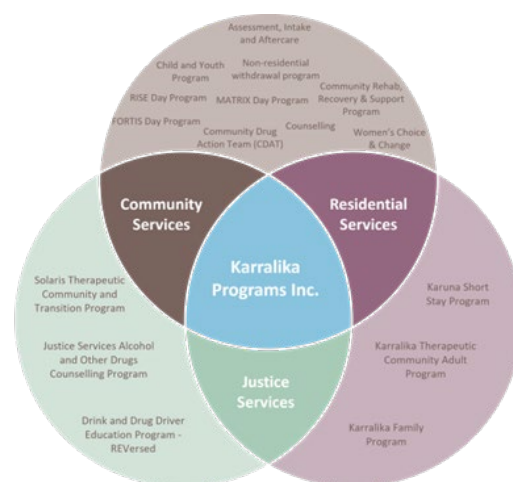 Assessment, Intake
and Aftercare
Child and Youth
Program
Non-residential
withdrawal program
RISE Day Program
MATRIX Day Program
Community Rehab,
Recovery & Support
Program
FORTIS Day Program
Community Drug
Action Team (CDAT)
Counselling
Women's Choice
& Change
Community
Services
Residential
Services
Karralika
Programs Inc.
Solaris Therapeutic
Community and
Transition Program
Karuna Short
Stay Program
Justice Services Alcohol
and Other Drugs
Counselling Program
Karralika Therapeutic
Community Adult
Program
Justice
Services
Drink and Drug Driver
Education Program -
REVersed
Karralika Family
Program